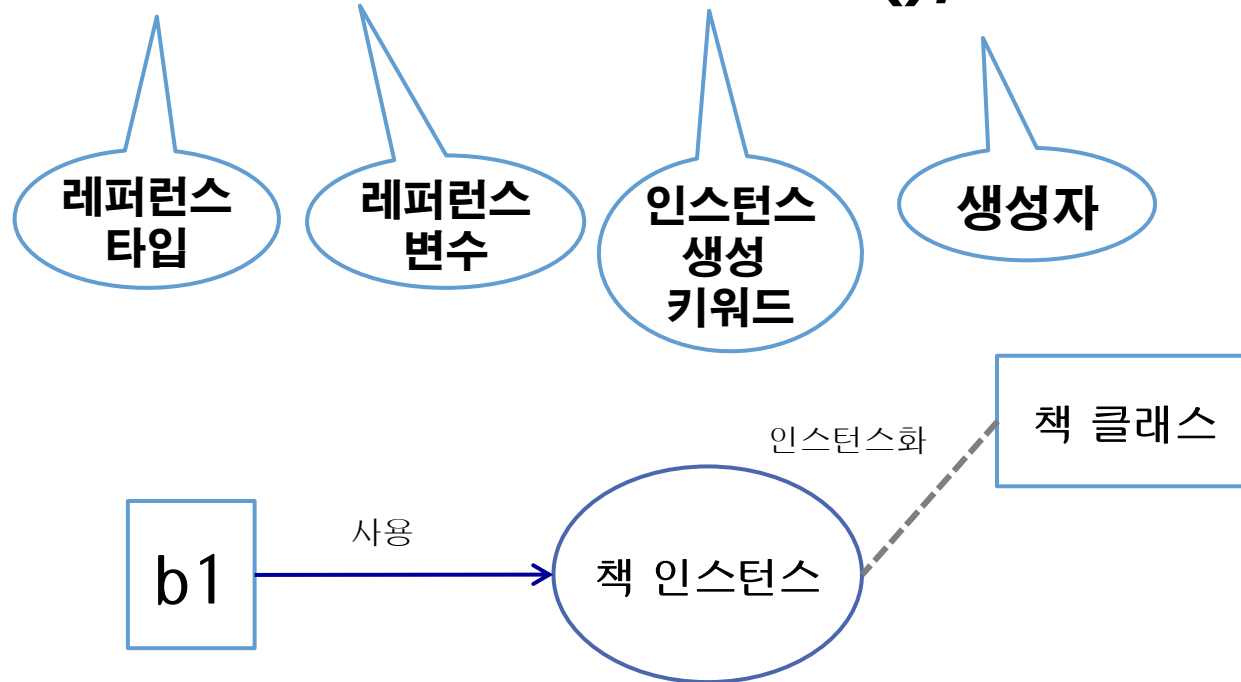 레퍼런스
타입
레퍼런스
변수
인스턴스
생성
키워드
생성자
책 클래스
인스턴스화
사용
b1
책 인스턴스